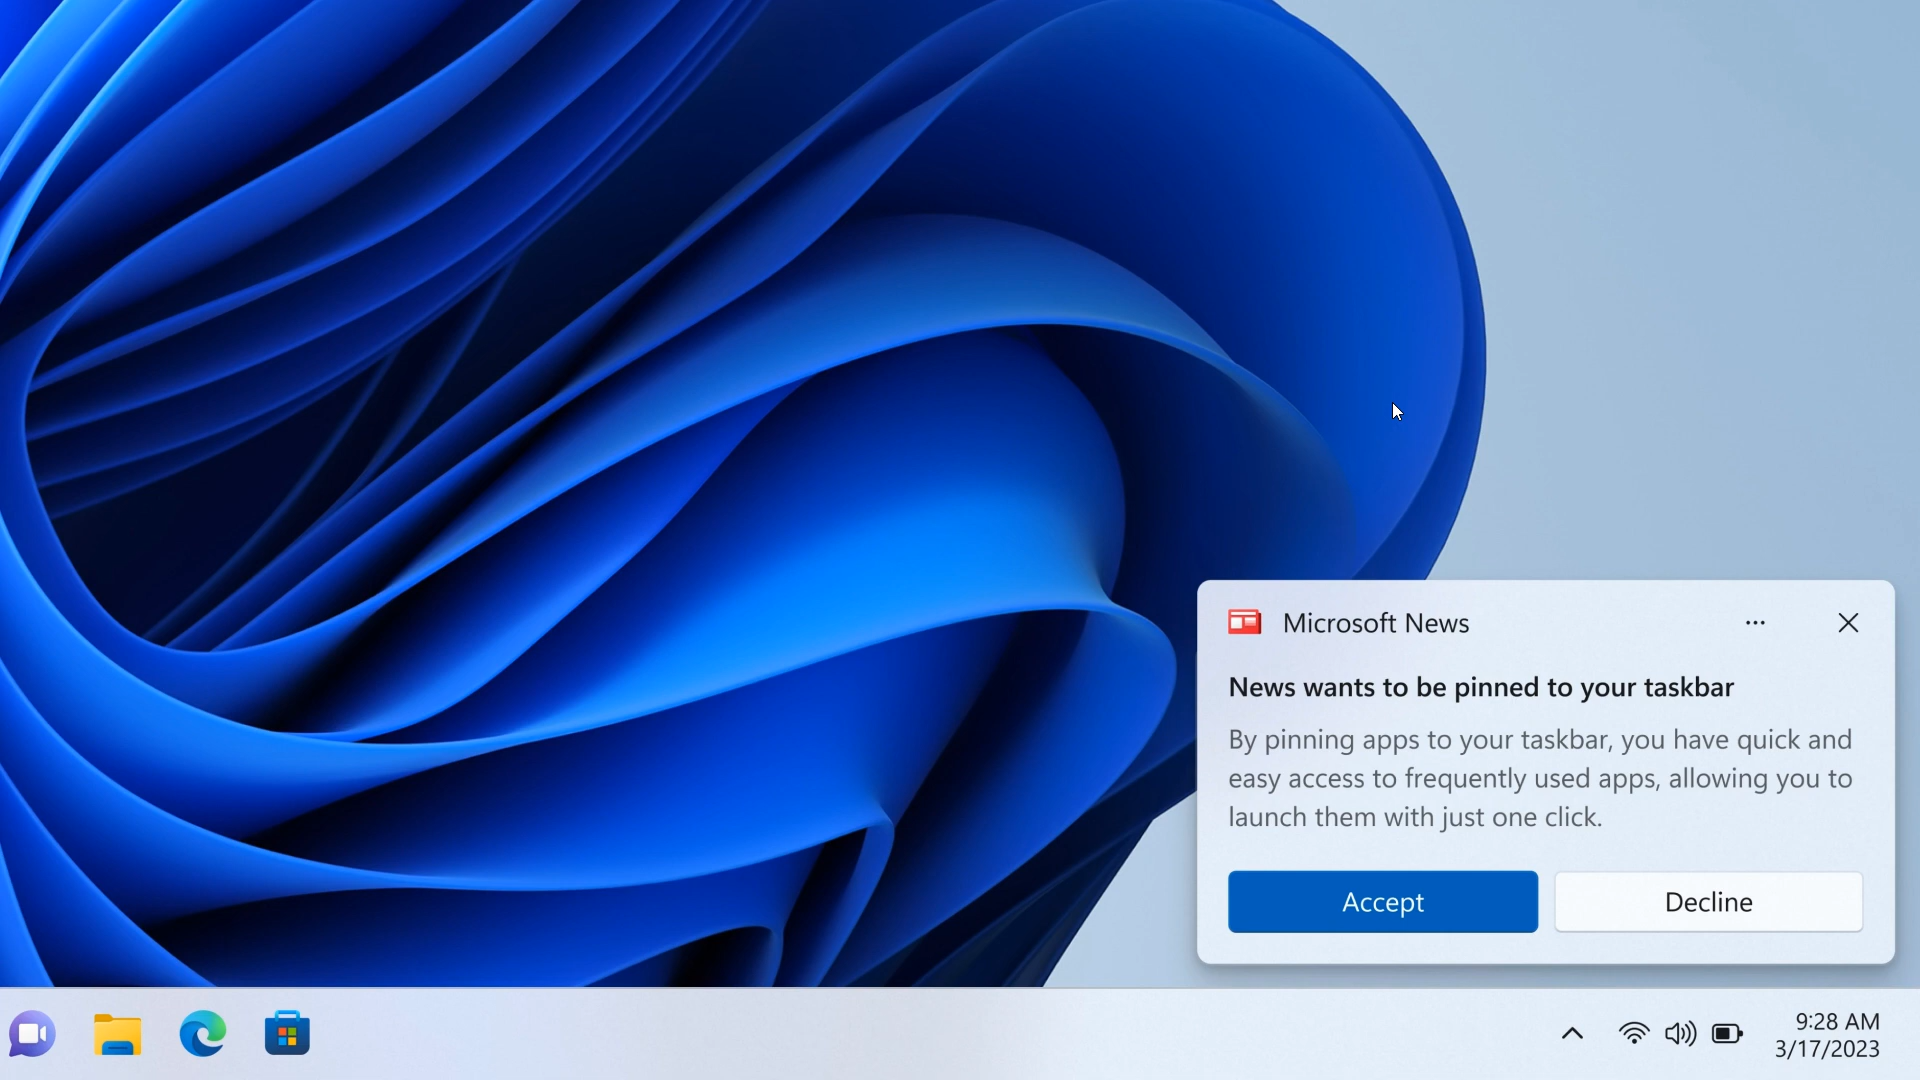 Microsoft News
News wants to be pinned to your taskbar
By pinning apps to your taskbar, you have quick and
easy access to frequently used apps, allowing you to
launch them with just one click.
Accept
Decline
9:28 AM
3/17/2023